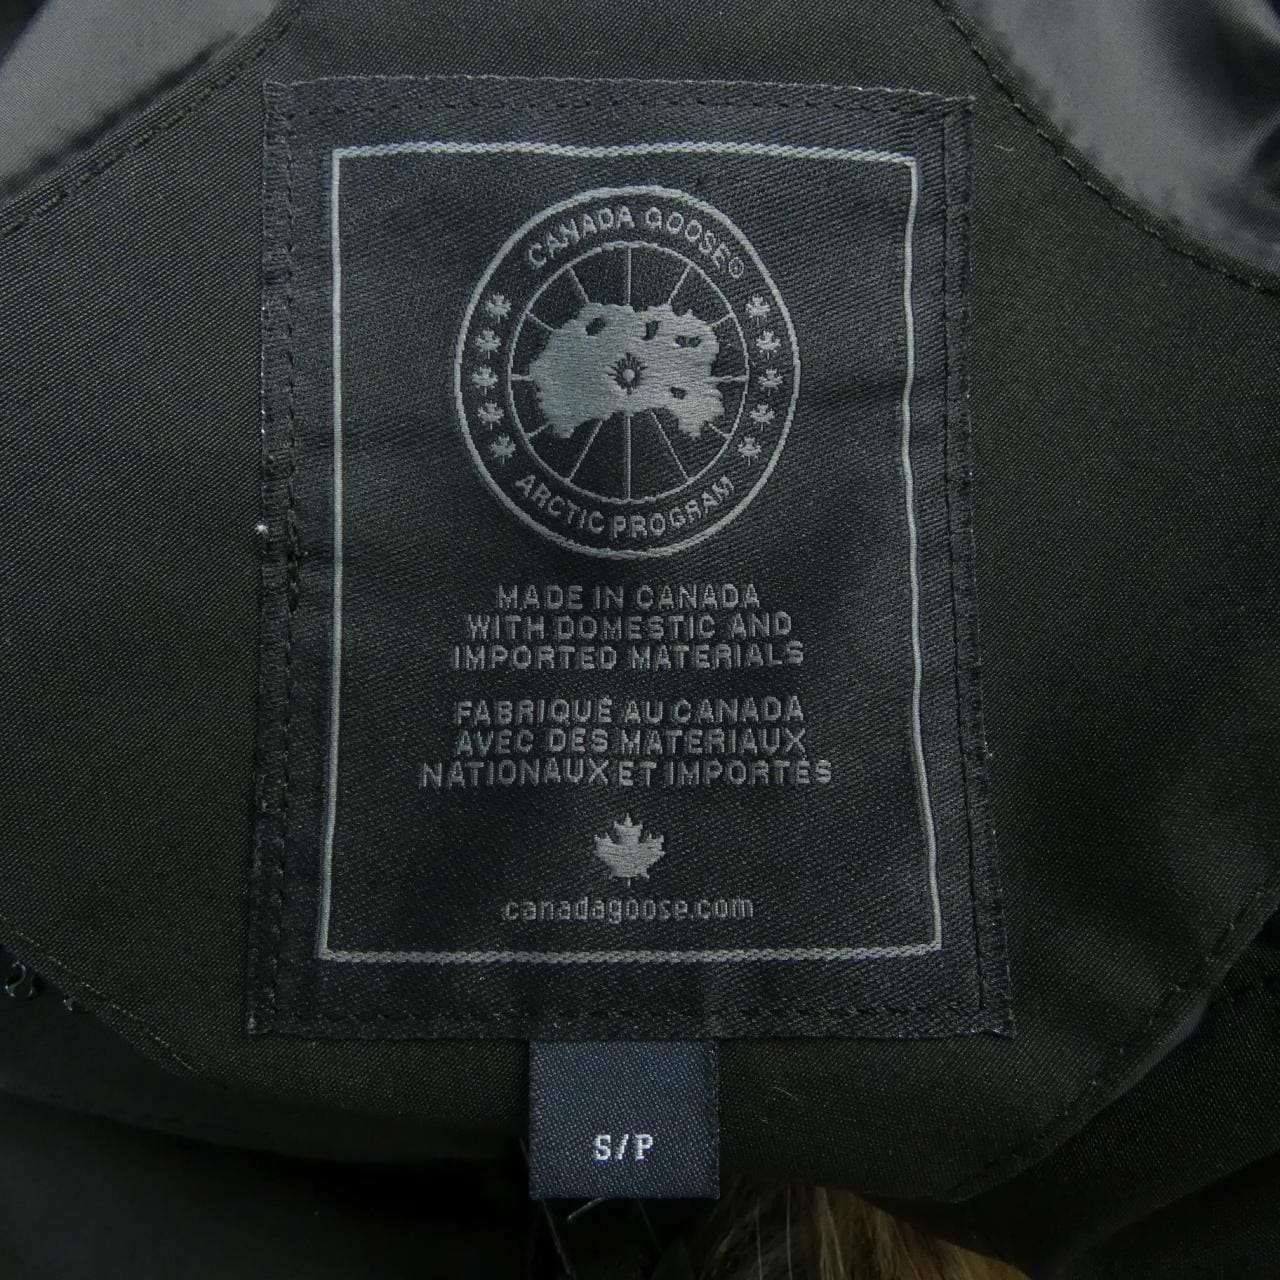 CANADA GOOSE®
ARCTIC PROGRAM
MADE IN CANADA
WITH DOMESTIC AND
IMPORTED MATERIALS
FABRIQUÉ AU CANADA
AVEC DES MATERIAUX
NATIONAUX ET IMPORTÉS
canadagoose.com
S/P